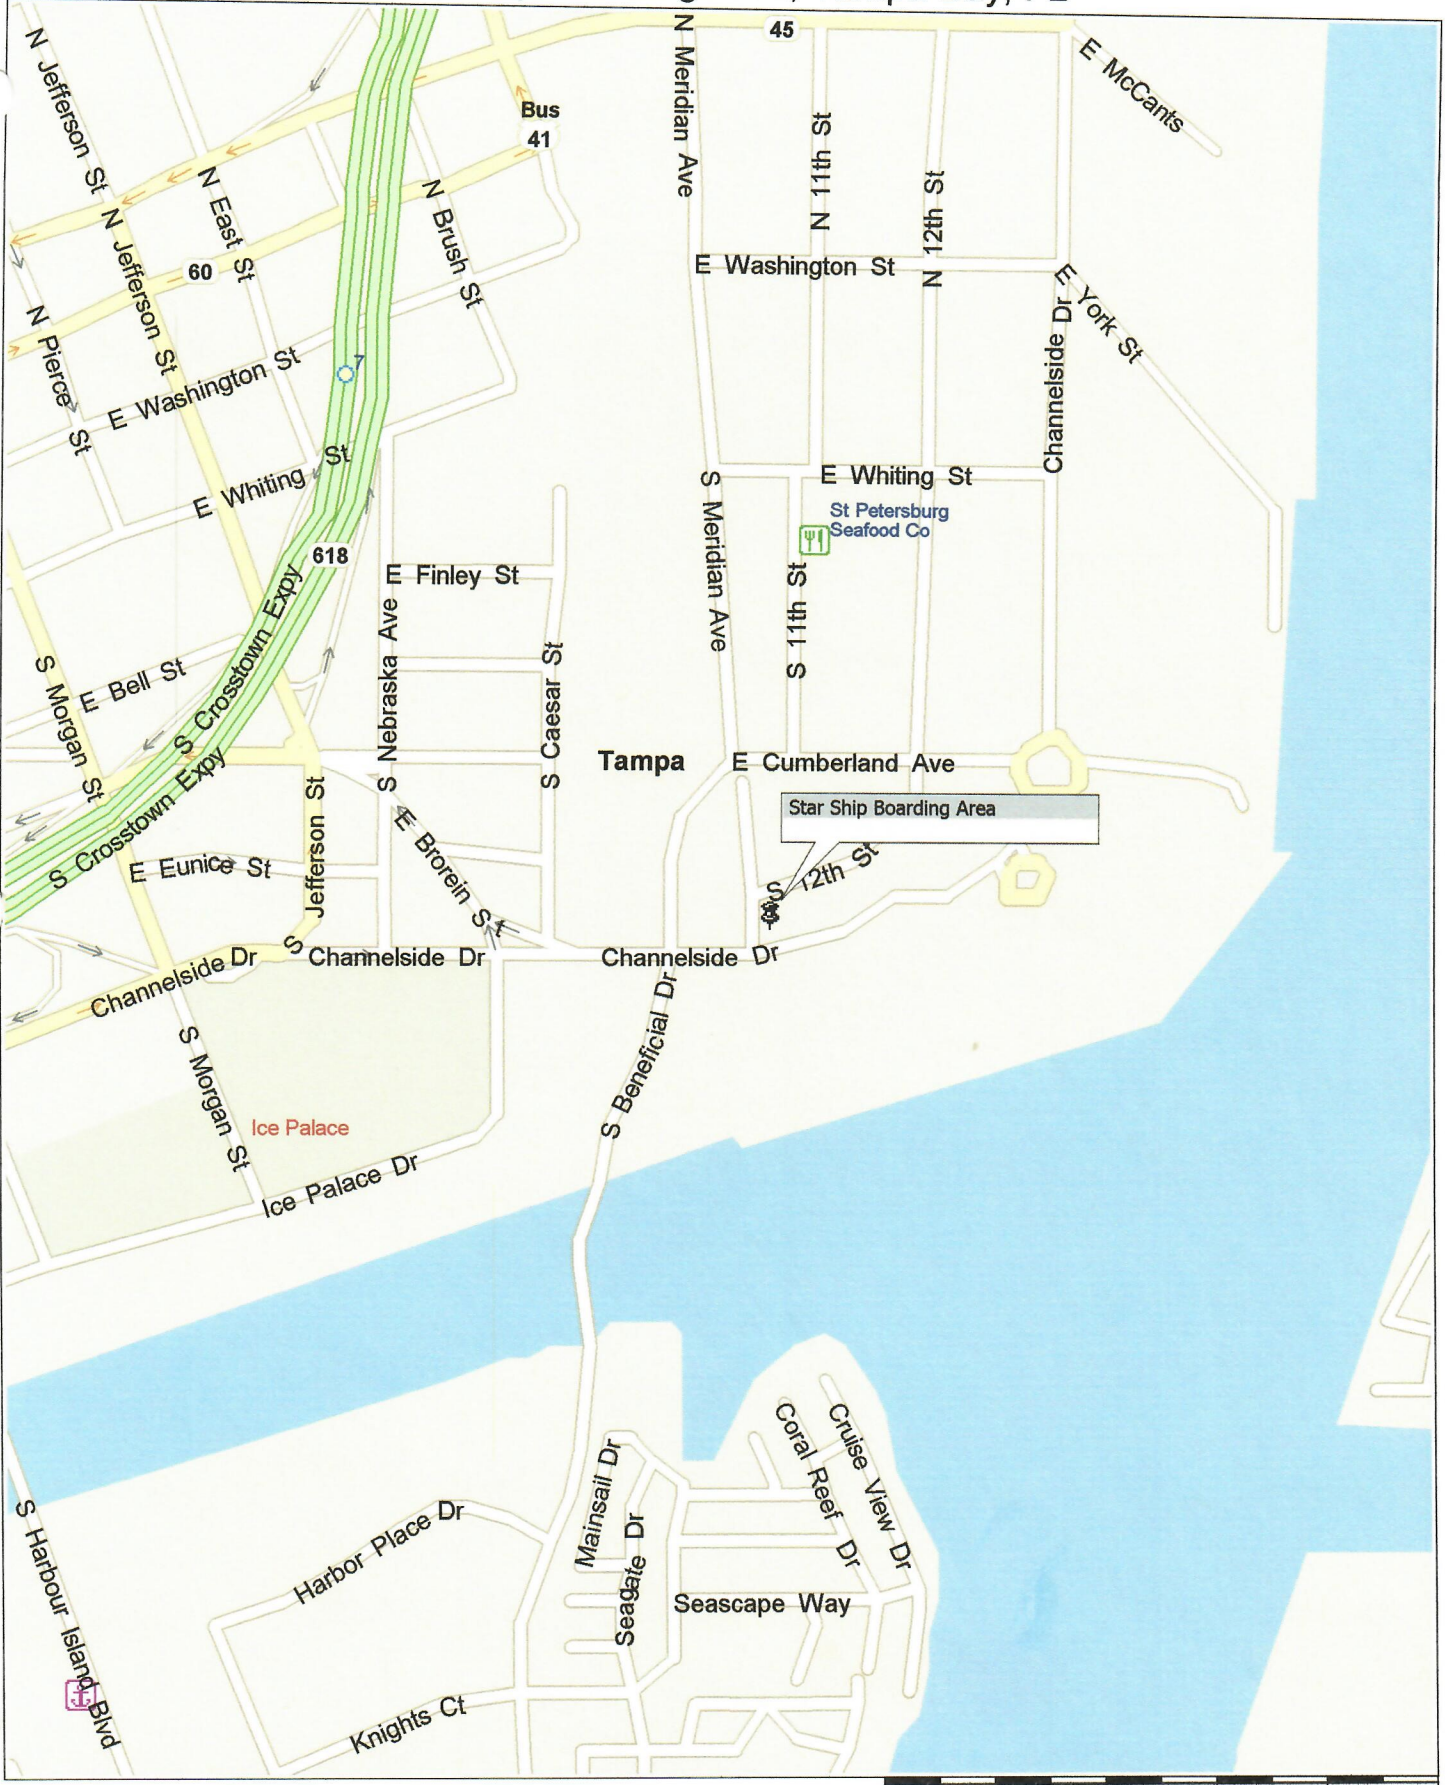 45
N Jefferson St
N Meridian Ave
E McCants
Bus
41
N 11th St
N 12th St
N East St
N Brush St
N Jefferson St
60
E Washington St
E York St
N Pierce St
Channelside Dr
7
E Washington St
E Whiting St
E Whiting St
S Meridian Ave
St Petersburg
Seafood Co
618
E Finley St
S 11th St
S Crosstown Expy
S Nebraska Ave
S Caesar St
E Bell St
S Morgan St
Tampa
E Cumberland Ave
S Crosstown Expy
Star Ship Boarding Area
S Jefferson St
E Brorein St
E Eunice St
S 12th St
Channelside Dr
Channelside Dr
Channelside Dr
S Beneficial Dr
S Morgan St
Ice Palace
Ice Palace Dr
Coral Reef Dr
Cruise View Dr
Mainsail Dr
Seagate Dr
Harbor Place Dr
S Harbour Island Blvd
Seascape Way
Knights Ct